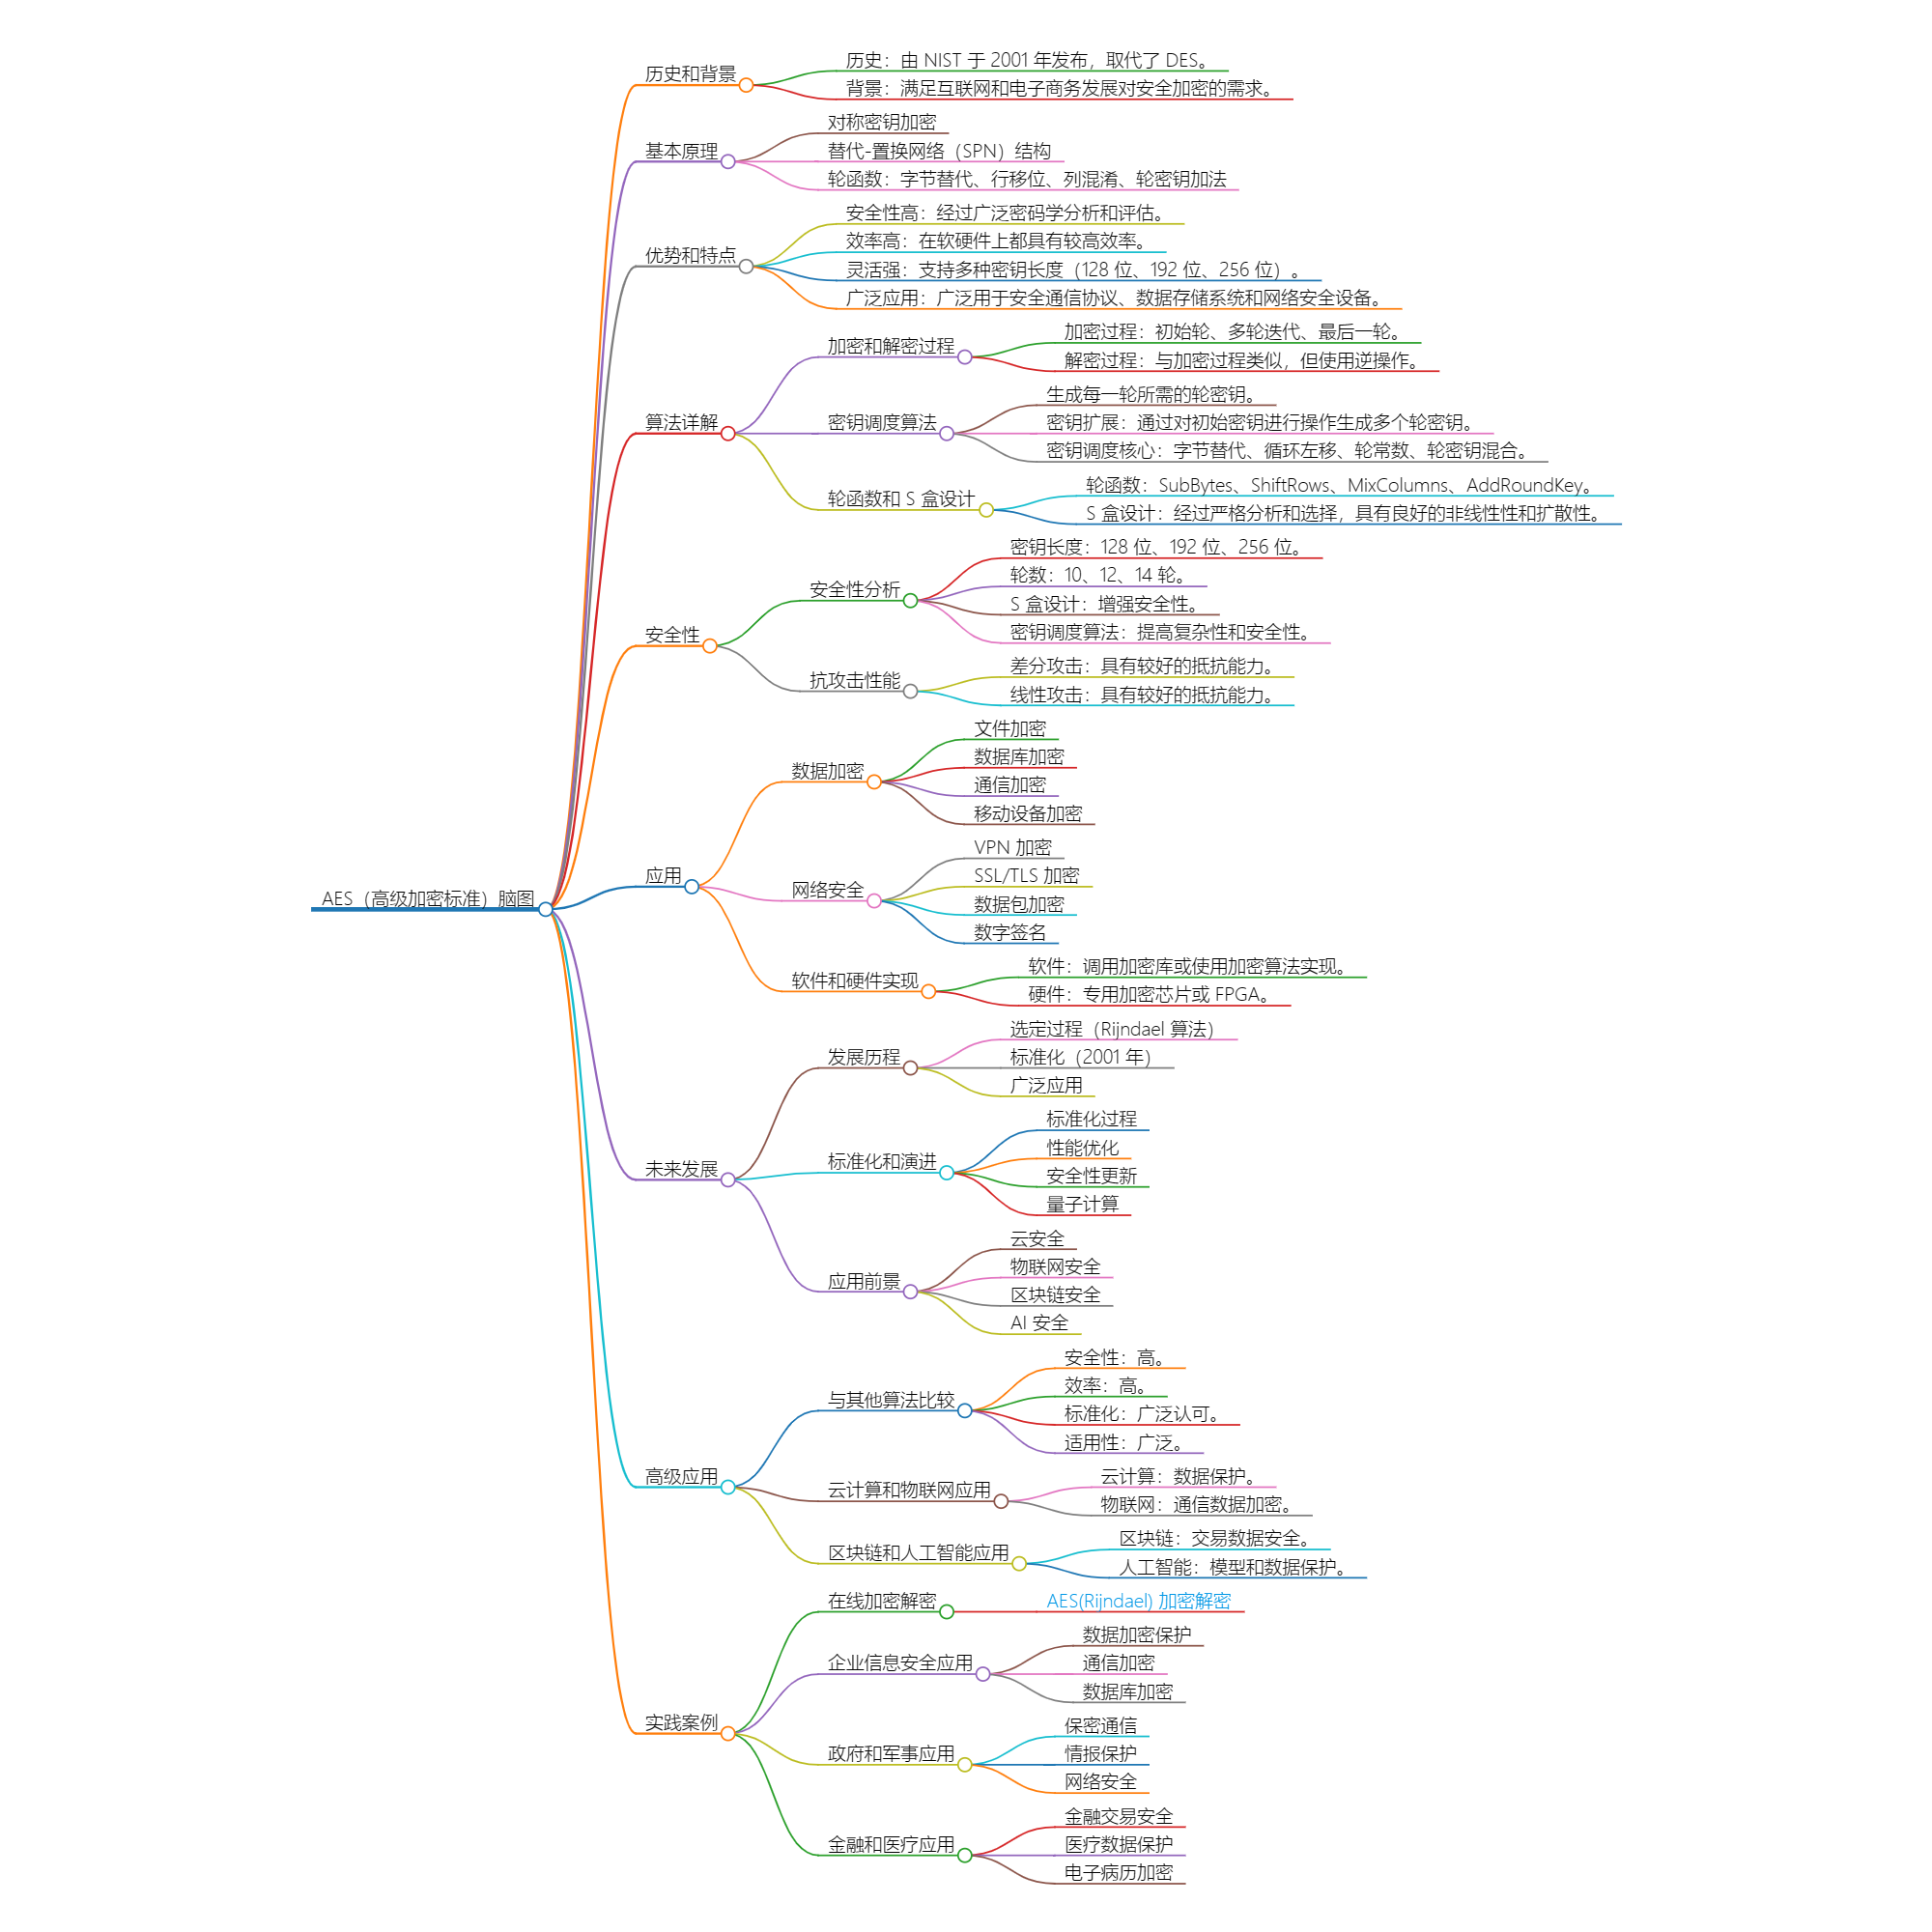 AES（高级加密标准）脑图
历史和背景
历史：由 NIST 于 2001 年发布，取代了 DES。
背景：满足互联网和电子商务发展对安全加密的需求。
基本原理
对称密钥加密
替代-置换网络（SPN）结构
轮函数：字节替代、行移位、列混淆、轮密钥加法
优势和特点
安全性高：经过广泛密码学分析和评估。
效率高：在软硬件上都具有较高效率。
灵活强：支持多种密钥长度（128 位、192 位、256 位）。
广泛应用：广泛用于安全通信协议、数据存储系统和网络安全设备。
算法详解
加密和解密过程
加密过程：初始轮、多轮迭代、最后一轮。
解密过程：与加密过程类似，但使用逆操作。
密钥调度算法
生成每一轮所需的轮密钥。
密钥扩展：通过对初始密钥进行操作生成多个轮密钥。
密钥调度核心：字节替代、循环左移、轮常数、轮密钥混合。
轮函数和 S 盒设计
轮函数：SubBytes、ShiftRows、MixColumns、AddRoundKey。
S 盒设计：经过严格分析和选择，具有良好的非线性性和扩散性。
安全性
安全性分析
密钥长度：128 位、192 位、256 位。
轮数：10、12、14 轮。
S 盒设计：增强安全性。
密钥调度算法：提高复杂性和安全性。
抗攻击性能
差分攻击：具有较好的抵抗能力。
线性攻击：具有较好的抵抗能力。
应用
数据加密
文件加密
数据库加密
通信加密
移动设备加密
网络安全
VPN 加密
SSL/TLS 加密
数据包加密
数字签名
软件和硬件实现
软件：调用加密库或使用加密算法实现。
硬件：专用加密芯片或 FPGA。
未来发展
发展历程
选定过程（Rijndael 算法）
标准化（2001 年）
广泛应用
标准化和演进
标准化过程
性能优化
安全性更新
量子计算
应用前景
云安全
物联网安全
区块链安全
AI 安全
高级应用
与其他算法比较
安全性：高。
效率：高。
标准化：广泛认可。
适用性：广泛。
云计算和物联网应用
云计算：数据保护。
物联网：通信数据加密。
区块链和人工智能应用
区块链：交易数据安全。
人工智能：模型和数据保护。
实践案例
在线加密解密
AES(Rijndael) 加密解密
企业信息安全应用
数据加密保护
通信加密
数据库加密
政府和军事应用
保密通信
情报保护
网络安全
金融和医疗应用
金融交易安全
医疗数据保护
电子病历加密